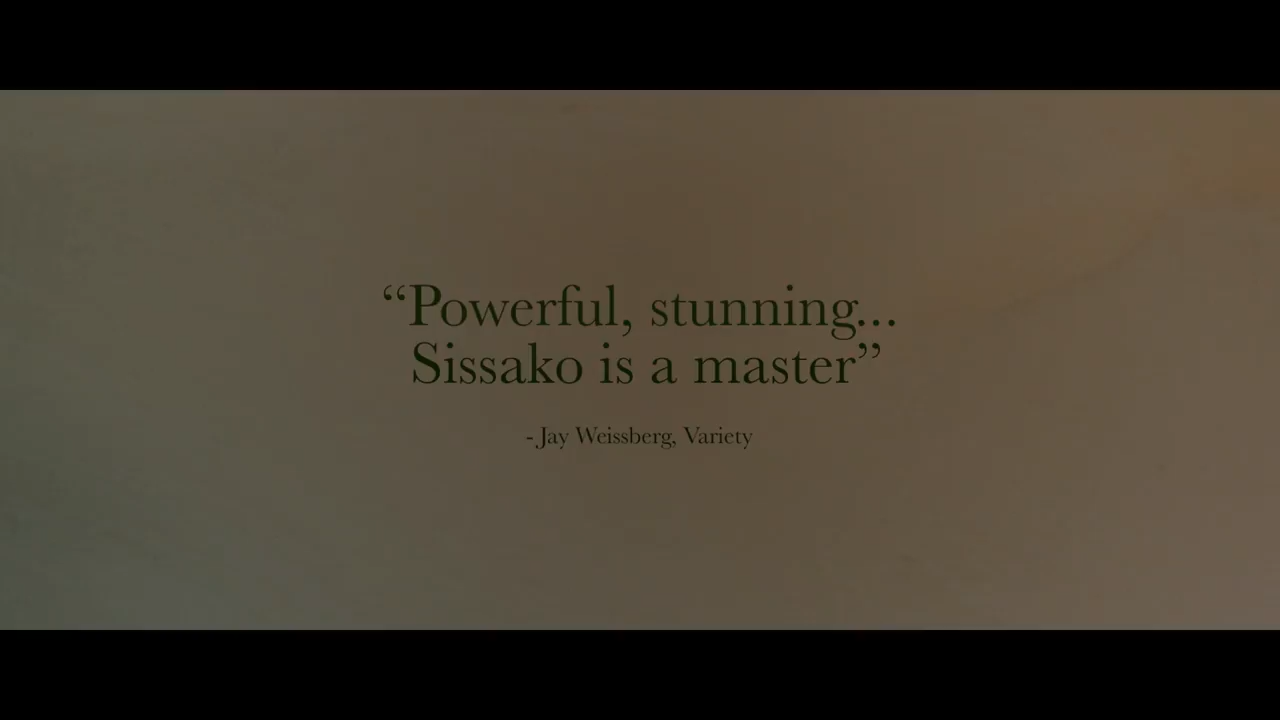 “Powerful, stunning...
Sissako is a master”
- Jay Weissberg, Variety